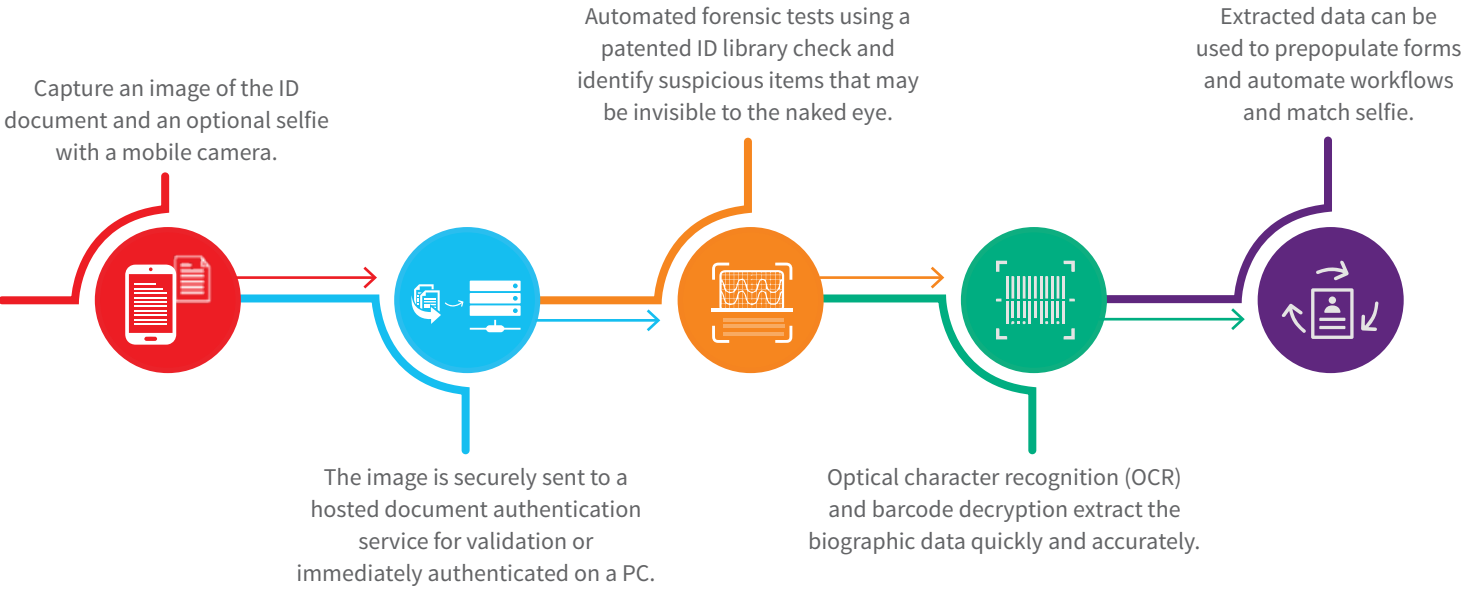 Capture an image of the ID
document and an optional selfie
with a mobile camera.
The image is securely sent to a
hosted document authentication
service for validation or
immediately authenticated on a PC.
Automated forensic tests using a
patented ID library check and
identify suspicious items that may
be invisible to the naked eye.
Optical character recognition (OCR)
and barcode decryption extract the
biographic data quickly and accurately.
Extracted data can be
used to prepopulate forms
and automate workflows
and match selfie.